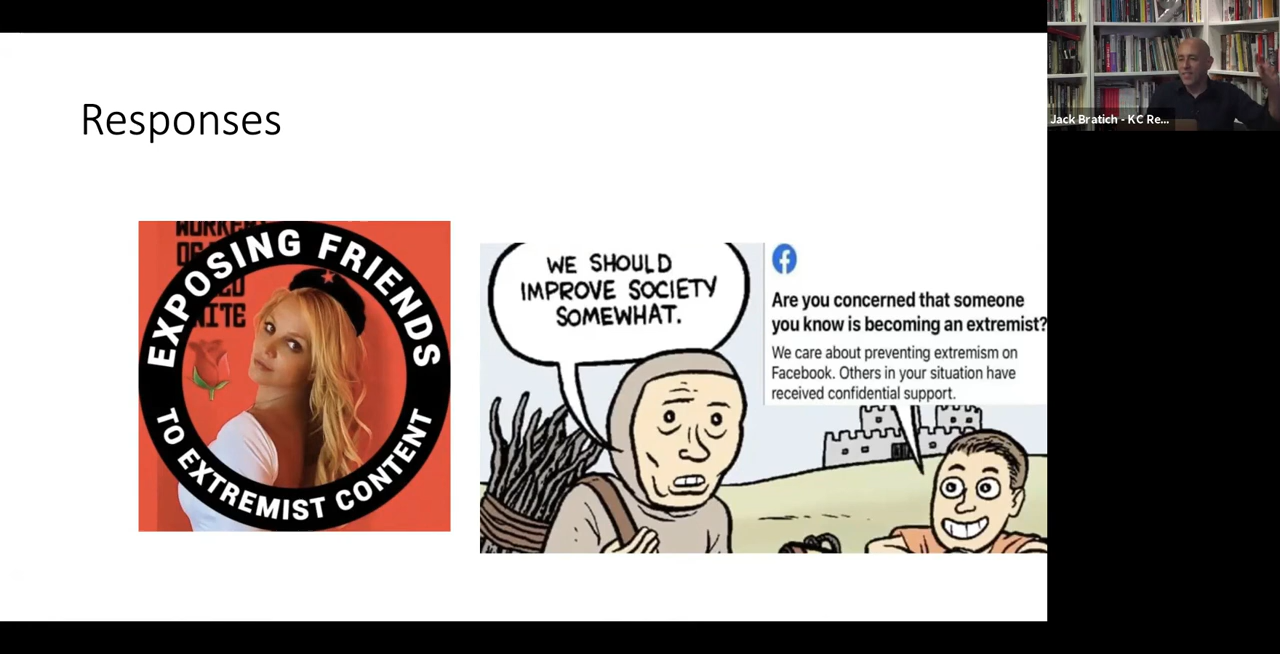 Responses
WORKER
EXPOSING FRIENDS
TO EXTREMIST CONTENT
WE SHOULD
IMPROVE SOCIETY
SOMEWHAT.
Are you concerned that someone
you know is becoming an extremist?
We care about preventing extremism on
Facebook. Others in your situation have
received confidential support.
Jack Bratich - KC Re...